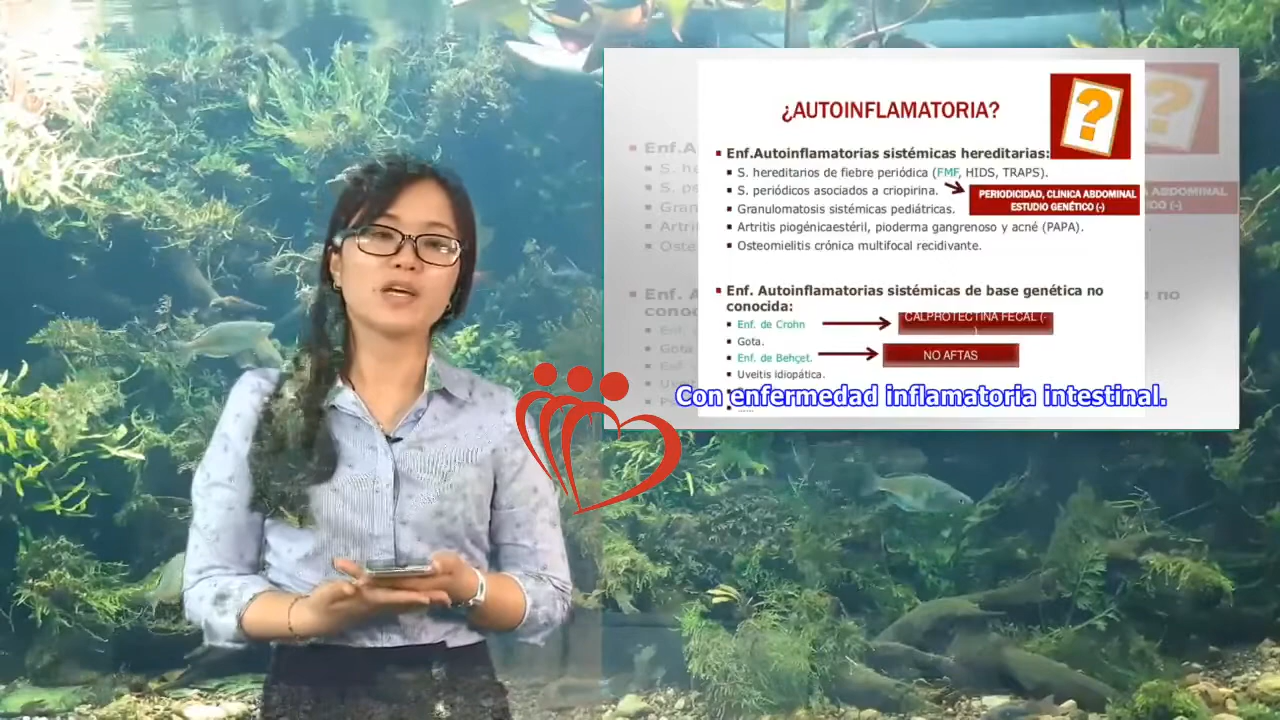 ¿AUTOINFLAMATORIA?
Enf.Autoinflamatorias sistémicas hereditarias:
S. hereditarios de fiebre periódica (FMF, HIDS, TRAPS).
S. periódicos asociados a criopirina.
PERIODICIDAD, CLÍNICA ABDOMINAL
ESTUDIO GENÉTICO (-)
Granulomatosis sistémicas pediátricas.
Artritis piogénicaestéril, pioderma gangrenoso y acné (PAPA).
Osteomielitis crónica multifocal recidivante.
Enf. Autoinflamatorias sistémicas de base genética no
conocida:
Enf. de Crohn
CALPROTECTINA FECAL (-
)
Gota.
Enf. de Behçet.
NO AFTAS
Uveitis idiopática.
Con enfermedad inflamatoria intestinal.